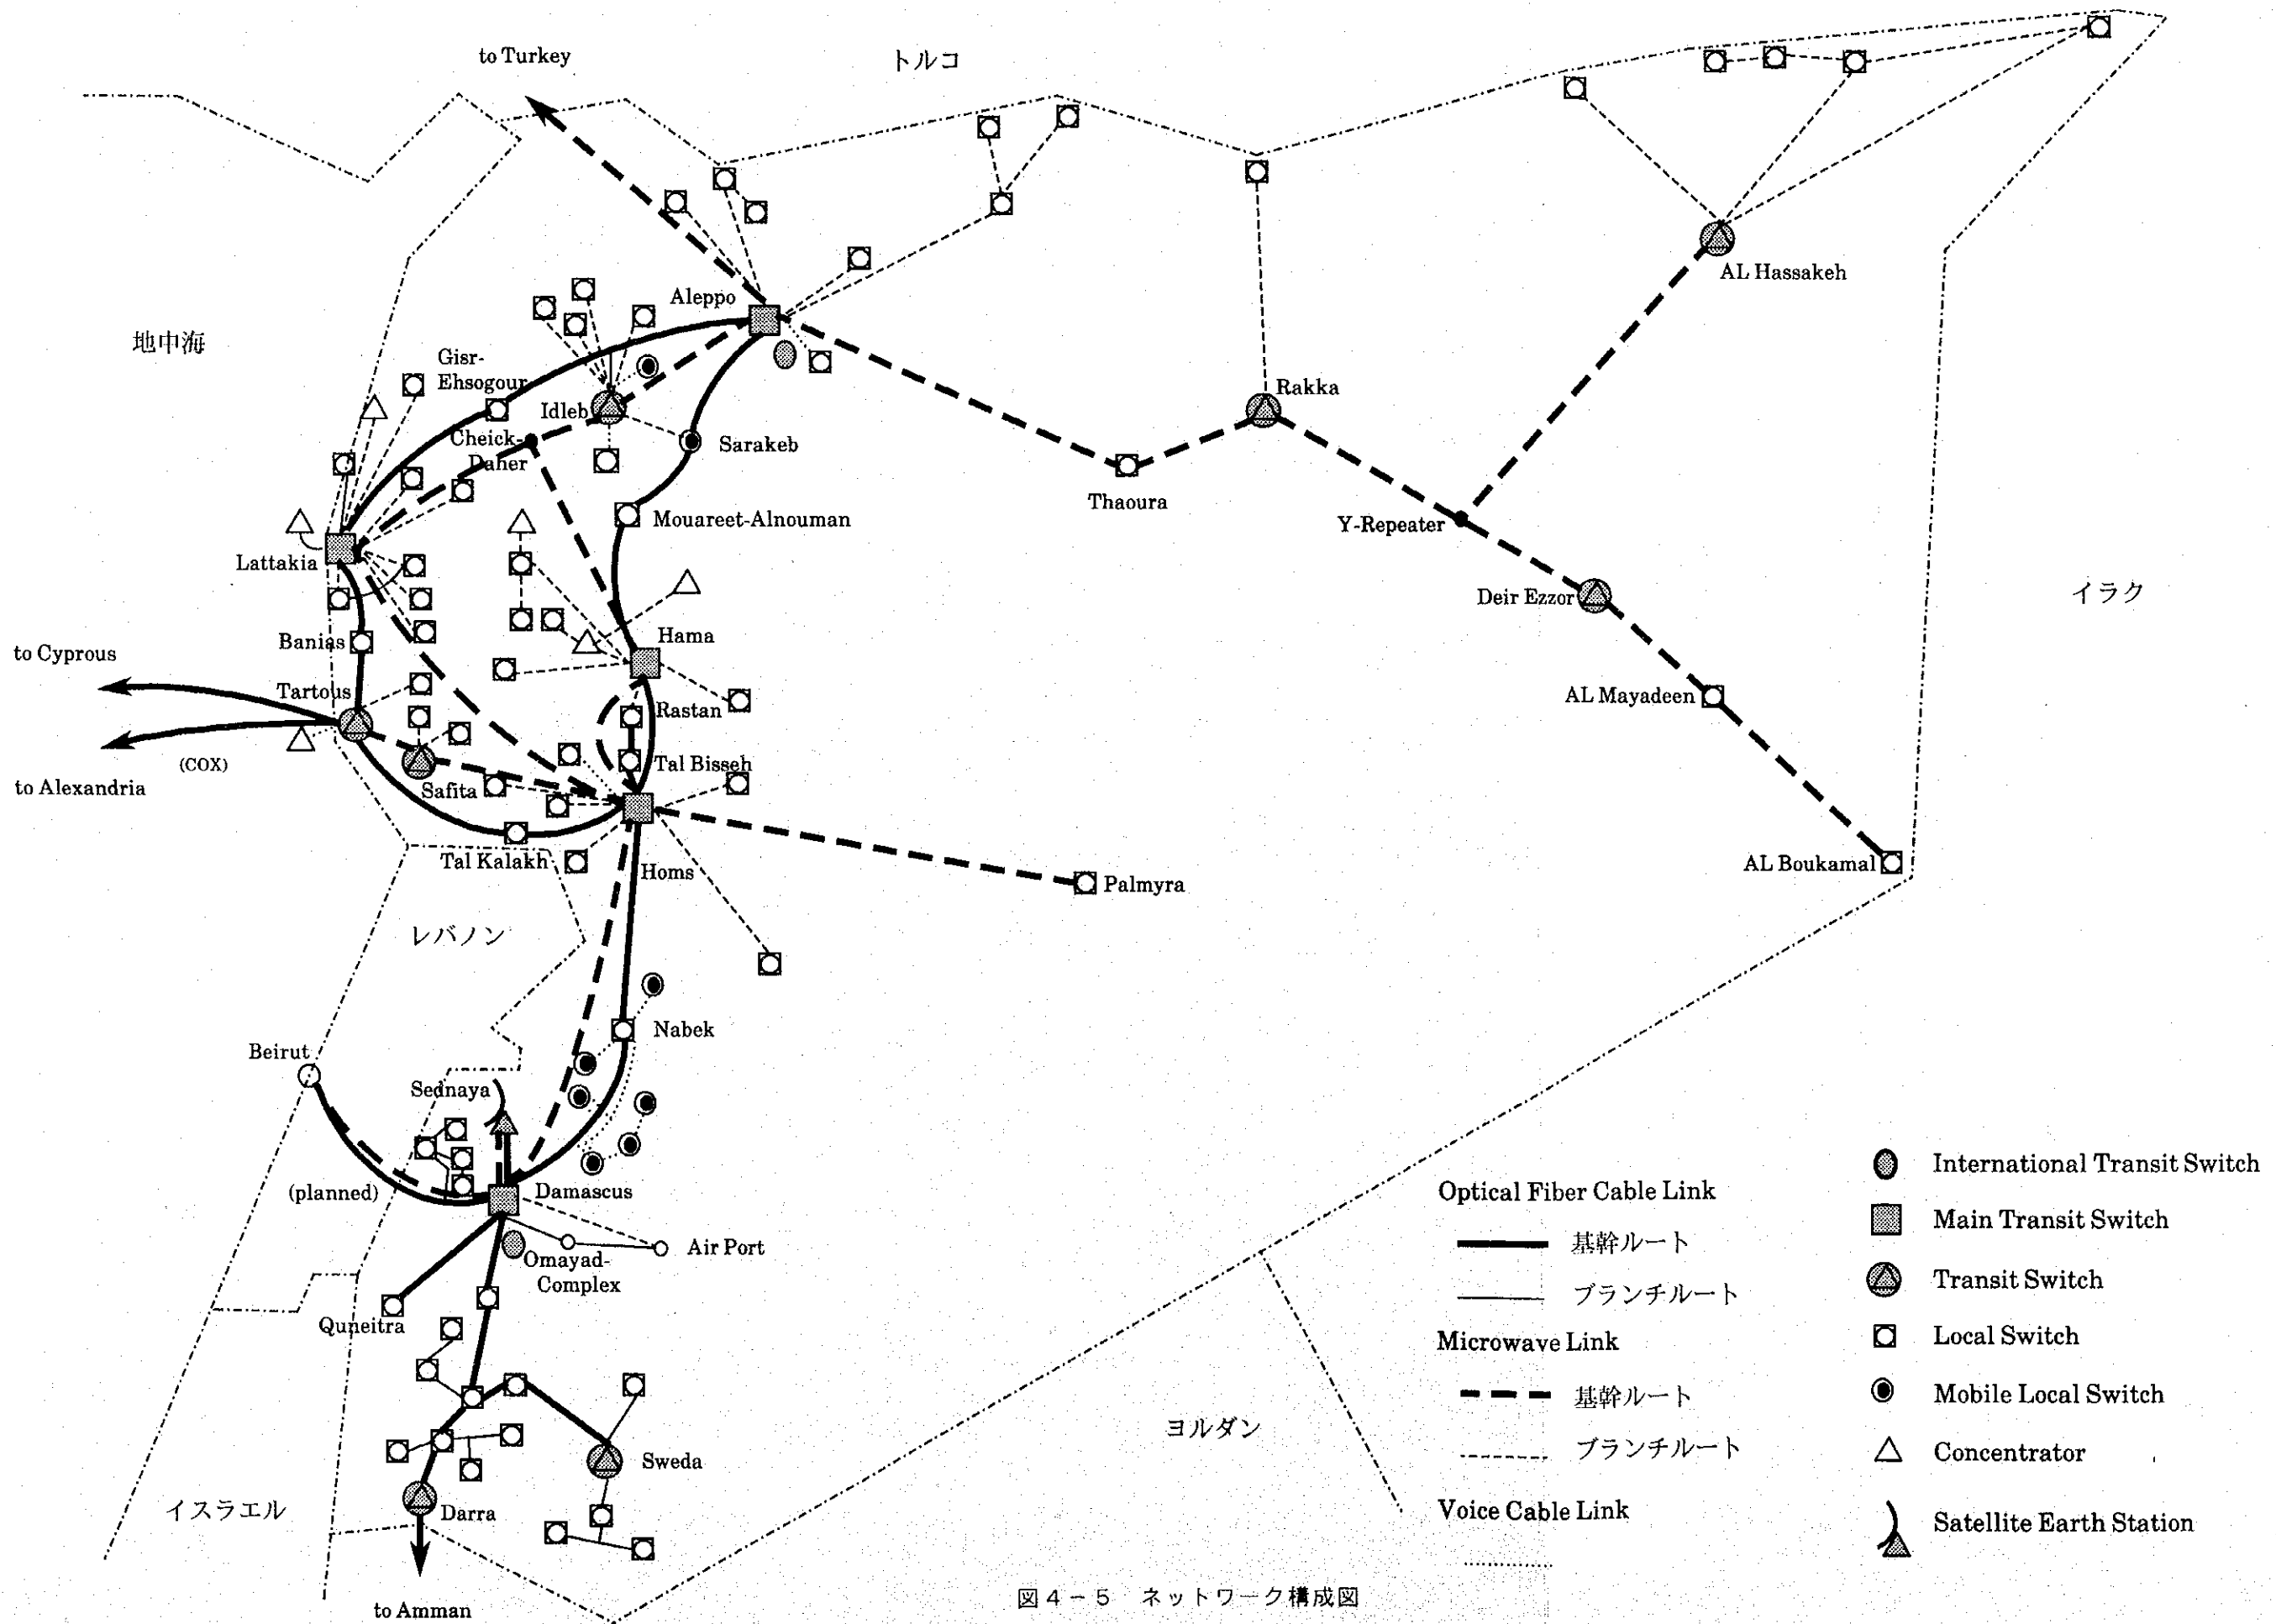 to Turkey
トルコ
地中海
Aleppo
AL Hassakeh
Gisr-
Ehsogour
Idleb
Cheick-
Daher
Sarakeb
Rakka
Thaoura
Mouareet-Alnouman
Y-Repeater
Lattakia
Deir Ezzor
イラク
Banias
Hama
to Cyprous
Tartous
Rastan
AL Mayadeen
(COX)
to Alexandria
Safita
Tal Bisseh
Tal Kalakh
Homs
Palmyra
AL Boukamal
レバノン
Nabek
Beirut
Sednaya
(planned)
Damascus
Air Port
Omayad-
Complex
Quneitra
Sweda
Darra
イスラエル
ヨルダン
to Amman
Optical Fiber Cable Link
基幹ルート
ブランチルート
Microwave Link
基幹ルート
ブランチルート
Voice Cable Link
International Transit Switch
Main Transit Switch
Transit Switch
Local Switch
Mobile Local Switch
Concentrator
Satellite Earth Station
図4-5 ネットワーク構成図